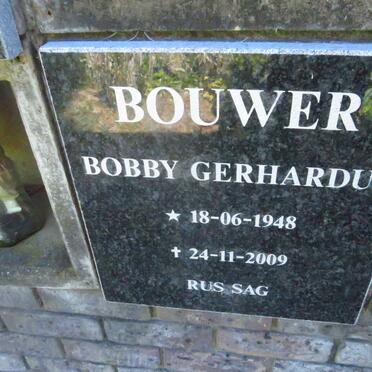 BOUWER
BOBBY GERHARDU
★ 18-06-1948
✝ 24-11-2009
RUS SAG